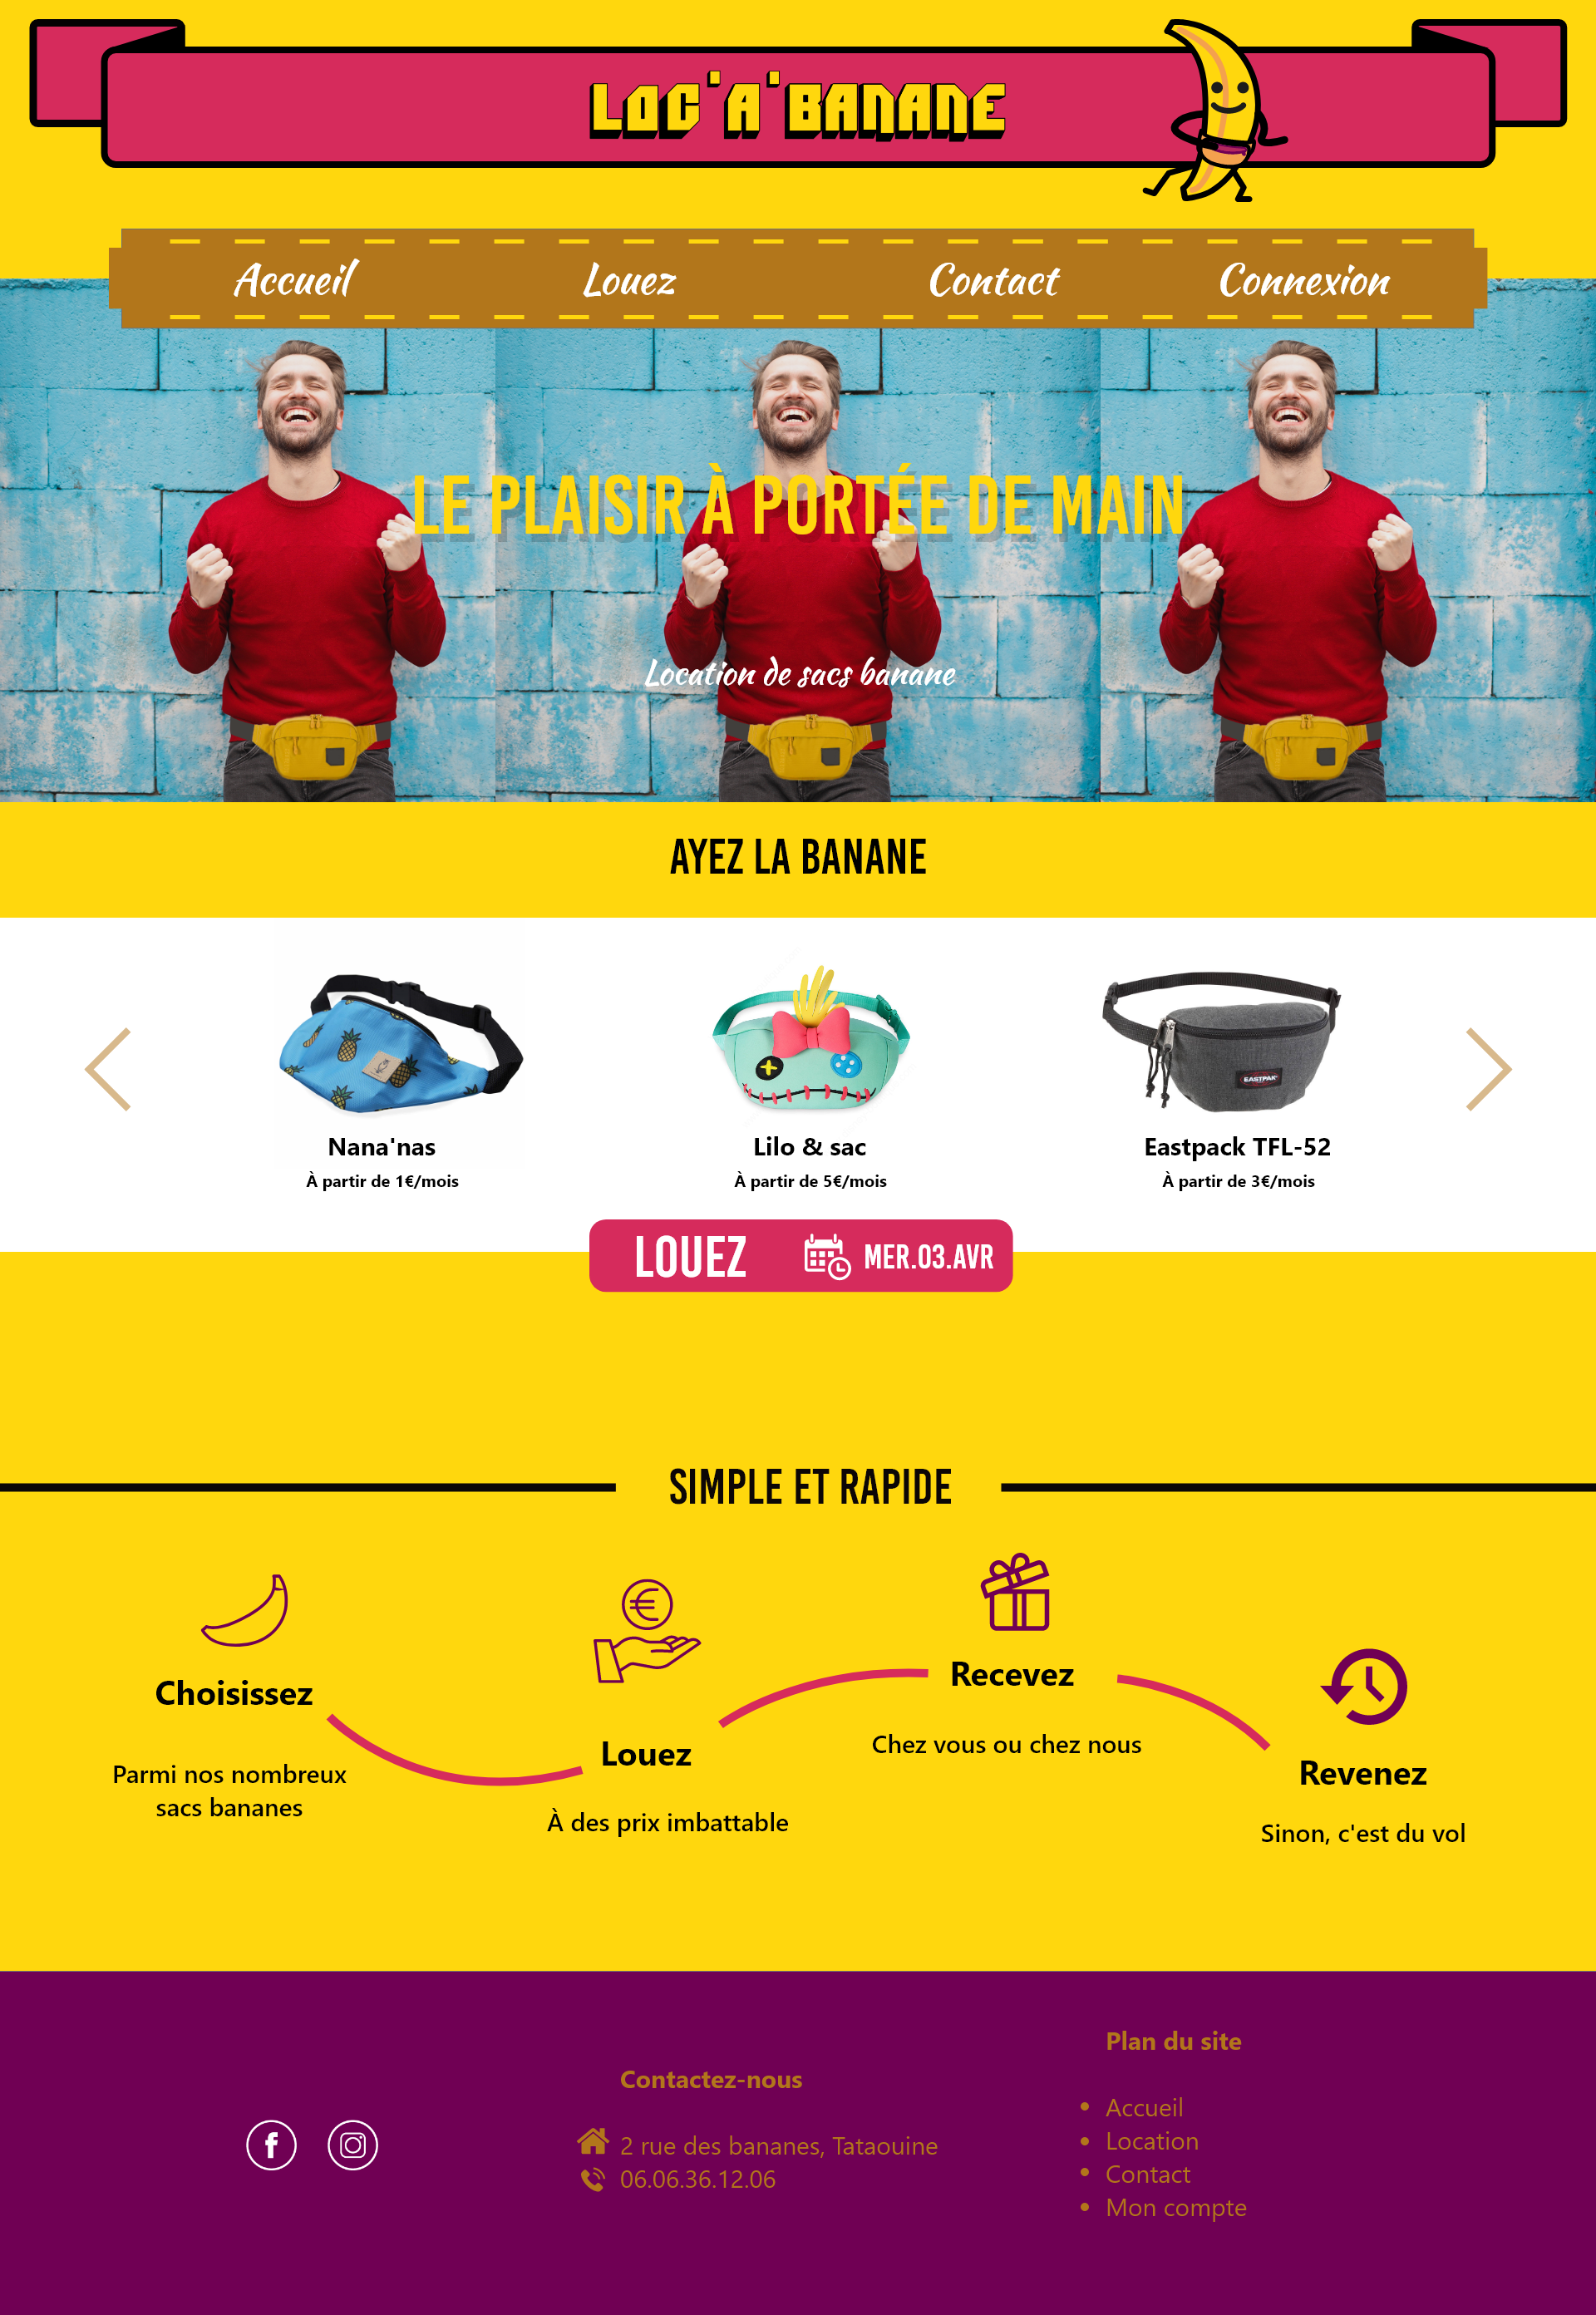 LOC'A'BANANE
Accueil
Louez
Contact
Connexion
LE PLAISIR À PORTÉE DE MAIN
Location de sacs banane
AYEZ LA BANANE
EASTPAK
Nana'nas
Lilo & sac
Eastpack TFL-52
À partir de 1€/mois
À partir de 5€/mois
À partir de 3€/mois
LOUEZ
MER.03.AVR
SIMPLE ET RAPIDE
Choisissez
Parmi nos nombreux
sacs bananes
Louez
À des prix imbattable
Recevez
Chez vous ou chez nous
Revenez
Sinon, c'est du vol
Contactez-nous
2 rue des bananes, Tataouine
06.06.36.12.06
Plan du site
Accueil
Location
Contact
Mon compte